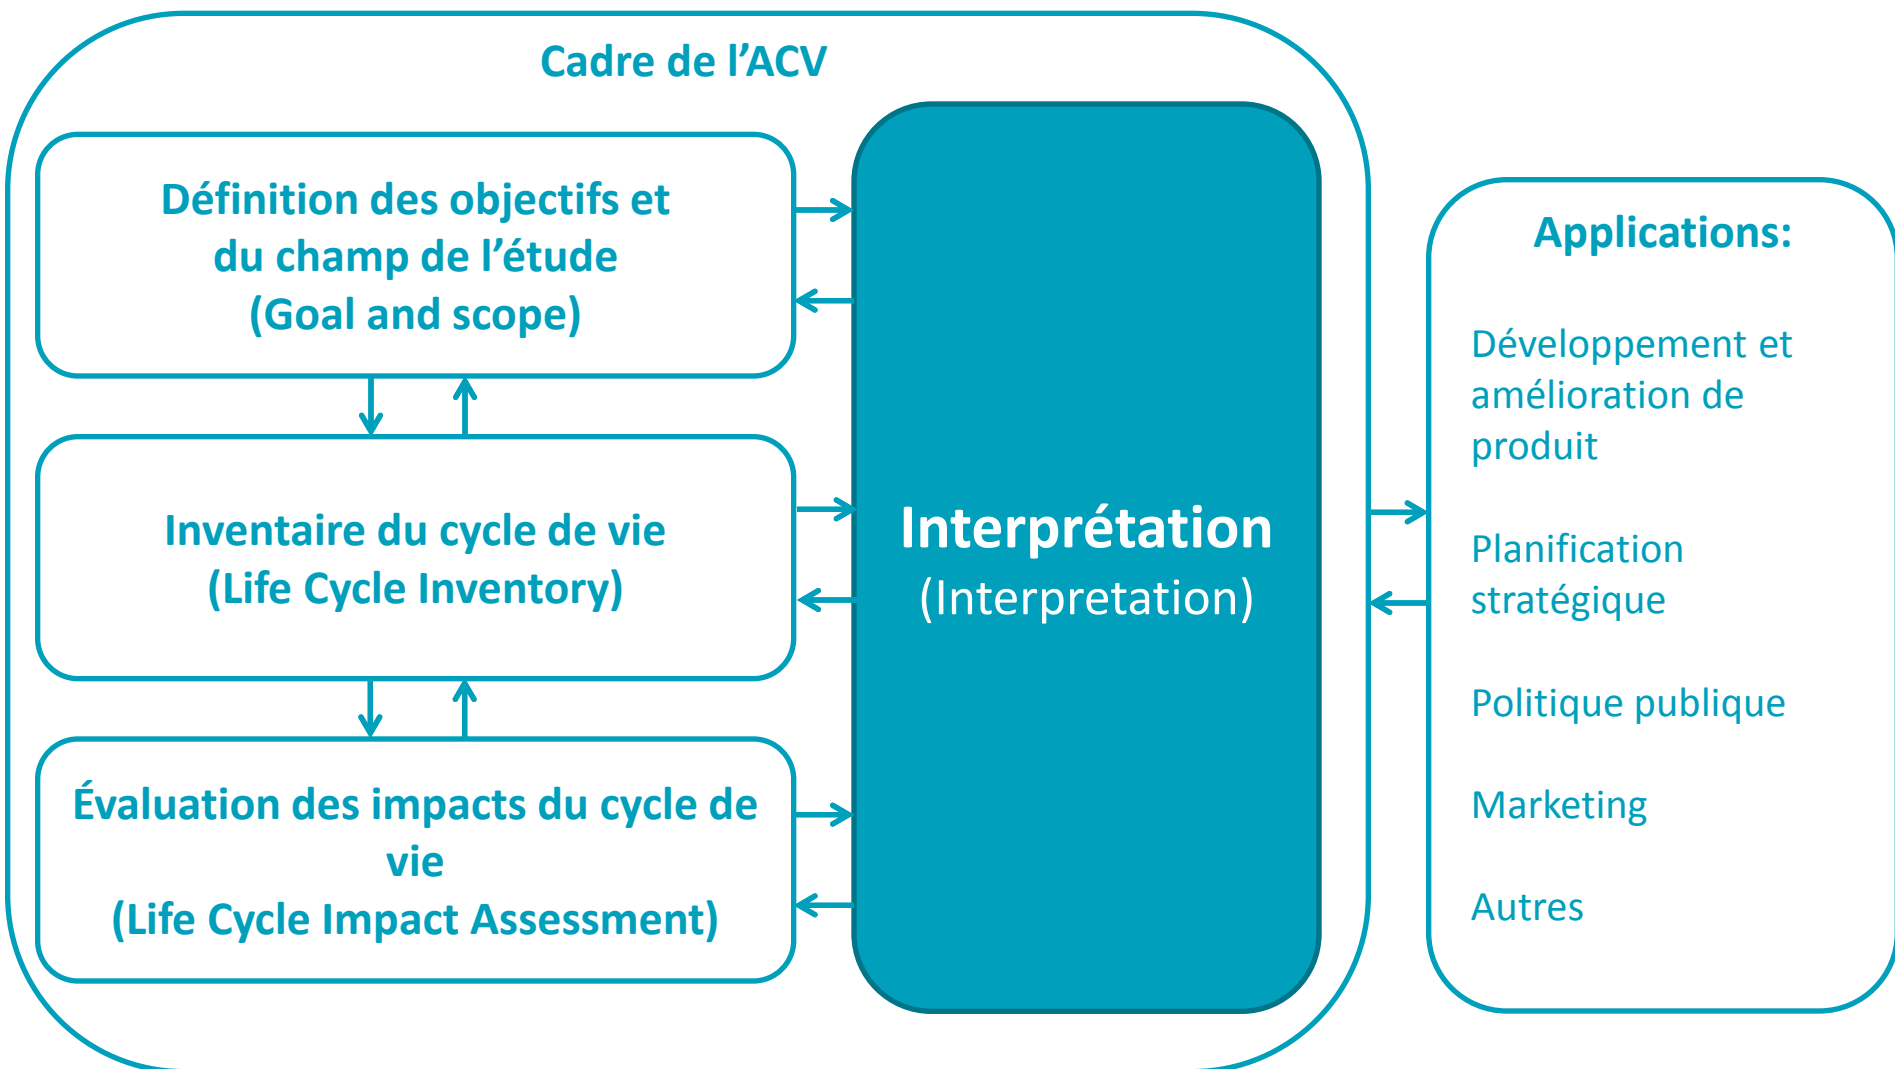 Cadre de l’ACV
Définition des objectifs et
du champ de l’étude
(Goal and scope)
Inventaire du cycle de vie
(Life Cycle Inventory)
Évaluation des impacts du cycle de
vie
(Life Cycle Impact Assessment)
Interprétation
(Interpretation)
Applications:
Développement et
amélioration de
produit
Planification
stratégique
Politique publique
Marketing
Autres